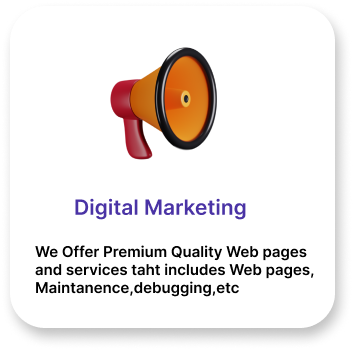 Digital Marketing
We Offer Premium Quality Web pages
and services taht includes Web pages,
Maintanence,debugging,etc